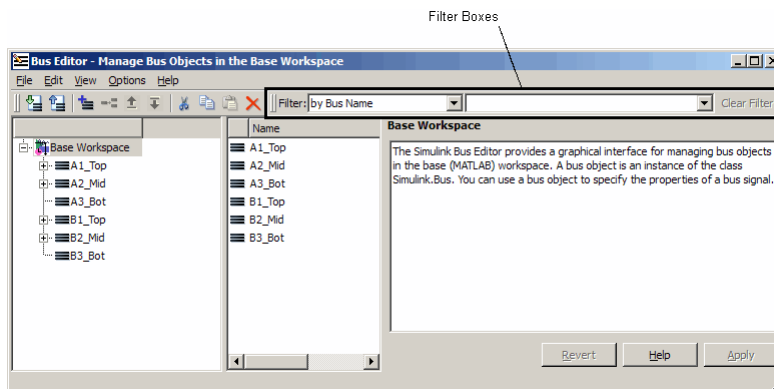 Filter Boxes
Bus Editor - Manage Bus Objects in the Base Workspace
File Edit View Options Help
Filter: by Bus Name Clear Filter
Base Workspace
A1_Top
A2_Mid
A3_Bot
B1_Top
B2_Mid
B3_Bot
Name
A1_Top
A2_Mid
A3_Bot
B1_Top
B2_Mid
B3_Bot
Base Workspace
The Simulink Bus Editor provides a graphical interface for managing bus objects
in the base (MATLAB) workspace. A bus object is an instance of the class
Simulink.Bus. You can use a bus object to specify the properties of a bus signal.
Revert Help Apply